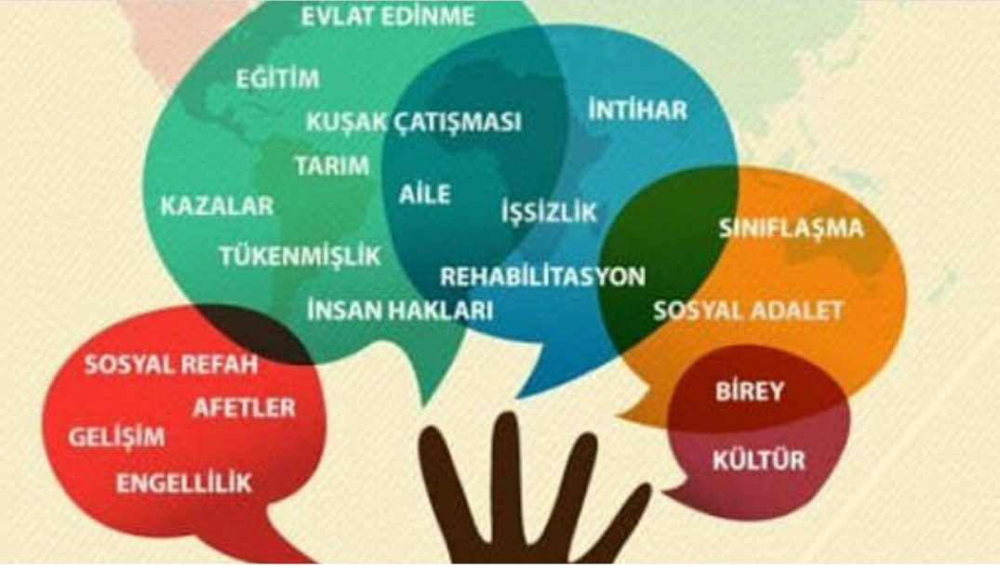 EVLAT EDİNME
EĞİTİM
KUŞAK ÇATIŞMASI
TARIM
KAZALAR
AİLE
TÜKENMİŞLİK
İNSAN HAKLARI
İNTİHAR
İŞSİZLİK
REHABİLİTASYON
SINIFLAŞMA
SOSYAL ADALET
SOSYAL REFAH
AFETLER
GELİŞİM
ENGELLİLİK
BİREY
KÜLTÜR